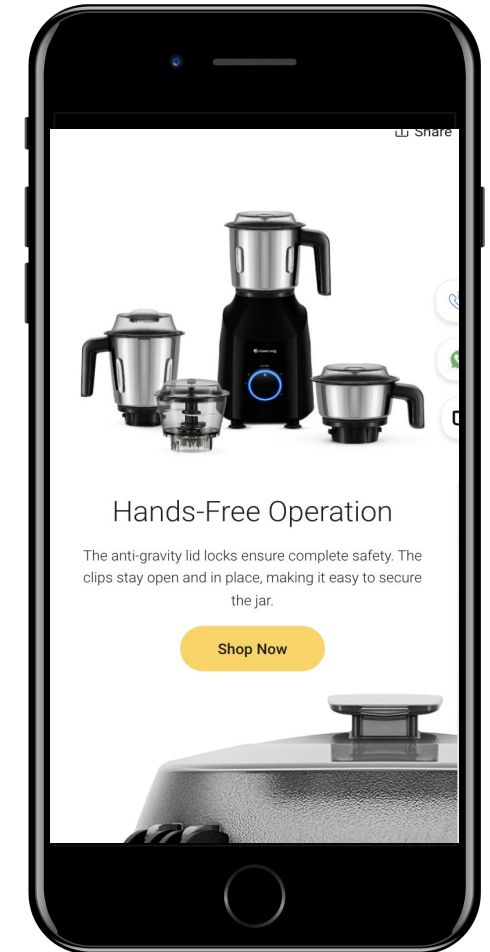 Share
Hands-Free Operation
The anti-gravity lid locks ensure complete safety. The
clips stay open and in place, making it easy to secure
the jar.
Shop Now